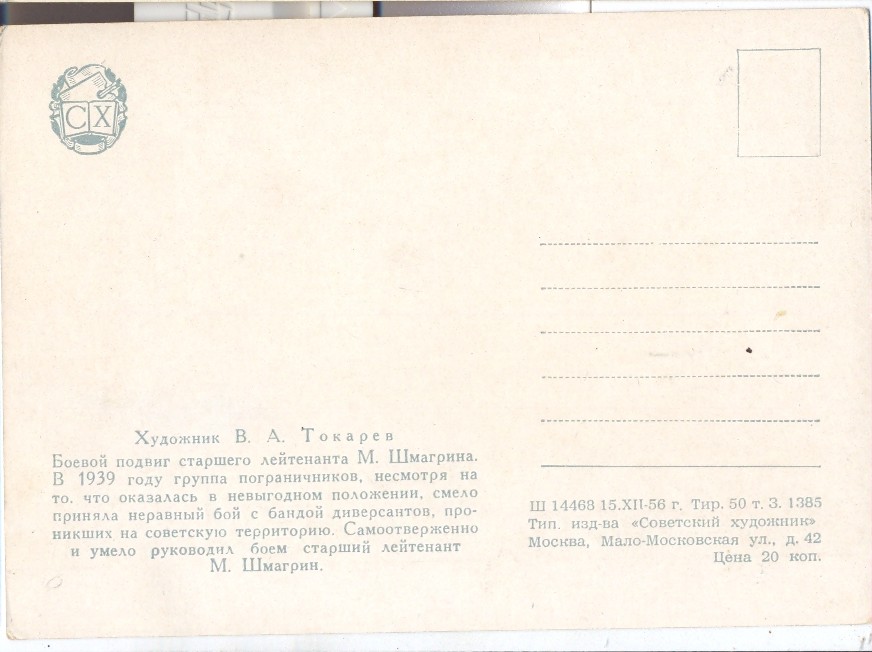 СХ
Художник В. А. Токарев
Боевой подвиг старшего лейтенанта М. Шмагрина.
В 1939 году группа пограничников, несмотря на
то, что оказалась в невыгодном положении, смело
приняла неравный бой с бандой диверсантов, про-
никших на советскую территорию. Самоотверженно
и умело руководил боем старший лейтенант
М. Шмагрин.
Ш 14468 15.XII-56 г. Тир. 50 т. З. 1385
Тип. изд-ва «Советский художник»
Москва, Мало-Московская ул., д. 42
Цена 20 коп.